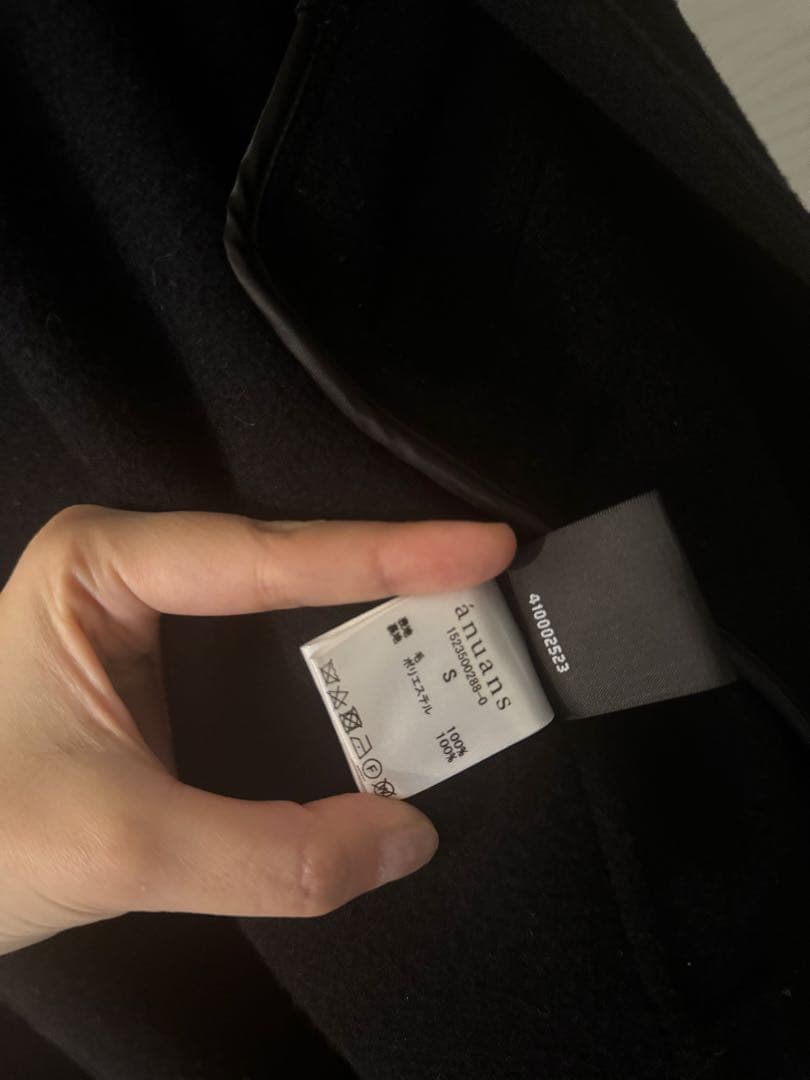 ánuans
1523500288-0
S
表地 毛 100%
裏地 ポリエステル 100%
F
W
410002523